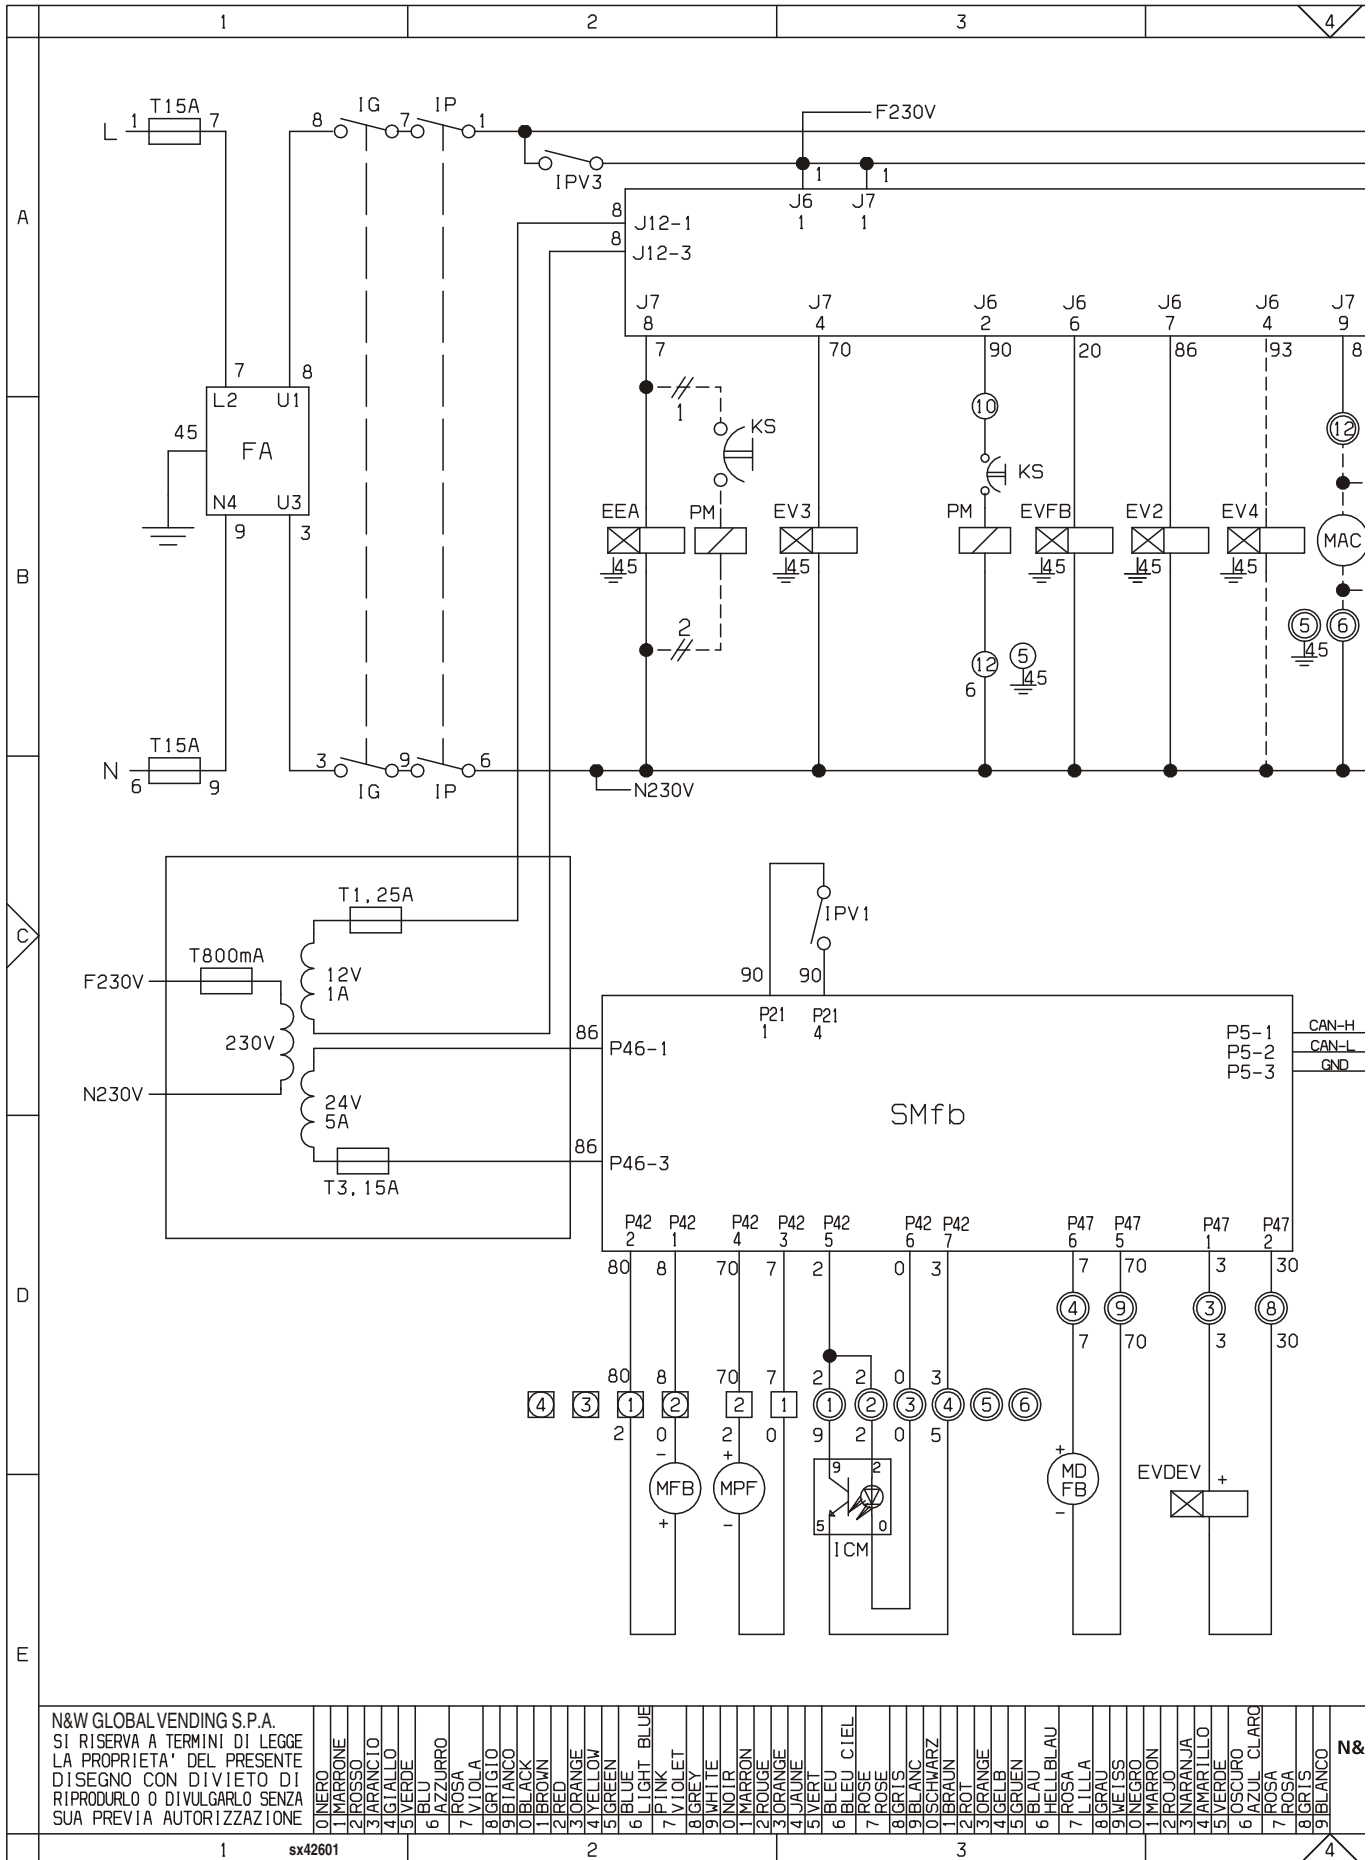 1 2 3 4
T15A IG IP F230V
L 1 7 8 7 1
IPV3 1 1
A
8 J12-1 J6 J7
8 J12-3 1 1
J7 J7 J6 J6 J6 J6 J7
8 4 2 6 7 4 9
7 70 90 20 86 93 8
7 8
L2 U1
45 FA
N4 U3
9 3
1 KS 10 12
KS
EEA PM EV3 PM EVFB EV2 EV4 MAC
45 45 45 45 45
B
2 12 5 5 6
6 45 45
T15A
N 6 9 3 9 6
IG IP N230V
T1,25A
IPV1
C
T800mA
F230V 12V 90 90
1A P21 P21
1 4
86 P46-1
230V
P5-1 CAN-H
P5-2 CAN-L
P5-3 GND
N230V 24V
5A
SMfb
86 P46-3
T3,15A
P42 P42 P42 P42 P42 P42 P42 P47 P47 P47 P47
2 1 4 3 5 6 7 6 5 1 2
80 8 70 7 2 0 3 7 70 3 30
D
4 9 3 8
7 70 3 30
80 8 70 7 2 2 0 3
4 3 1 2 2 1 1 2 3 4 5 6
2 0 2 0 9 2 0 5
- + + +
MFB MPF 9 2 MD
FB EVDEV
+ - 5 0 -
ICM
E
N&W GLOBAL VENDING S.P.A.
SI RISERVA A TERMINI DI LEGGE
LA PROPRIETA' DEL PRESENTE
DISEGNO CON DIVIETO DI
RIPRODURLO O DIVULGARLO SENZA
SUA PREVIA AUTORIZZAZIONE
0 NERO
1 MARRONE
2 ROSSO
3 ARANCIO
4 GIALLO
5 VERDE
6 BLU
AZZURRO
7 ROSA
VIOLA
8 GRIGIO
9 BIANCO
0 BLACK
1 BROWN
2 RED
3 ORANGE
4 YELLOW
5 GREEN
6 BLUE
LIGHT BLUE
7 PINK
VIOLET
8 GREY
9 WHITE
0 NOIR
1 MARRON
2 ROUGE
3 ORANGE
4 JAUNE
5 VERT
6 BLEU
BLEU CIEL
7 ROSE
ROSE
8 GRIS
9 BLANC
0 SCHWARZ
1 BRAUN
2 ROT
3 ORANGE
4 GELB
5 GRUEN
6 BLAU
HELLBLAU
7 ROSA
LILLA
8 GRAU
9 WEISS
0 NEGRO
1 MARRON
2 ROJO
3 NARANJA
4 AMARILLO
5 VERDE
6 OSCURO
AZUL CLARO
7 ROSA
ROSA
8 GRIS
9 BLANCO
N&
1 sx42601 2 3 4